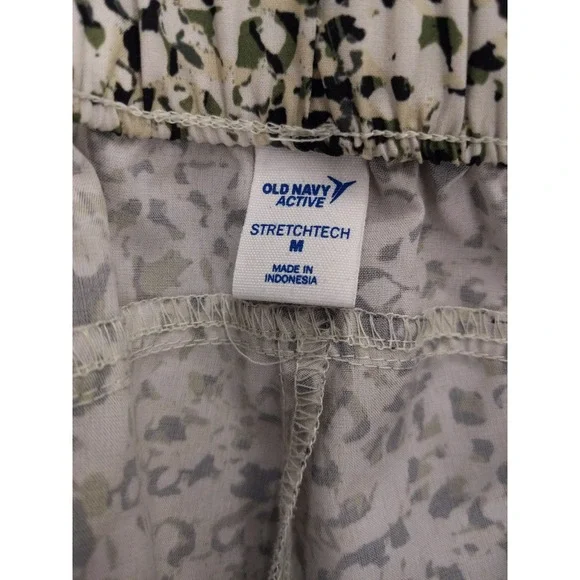 OLD NAVY
ACTIVE
STRETCHTECH
M
MADE IN
INDONESIA